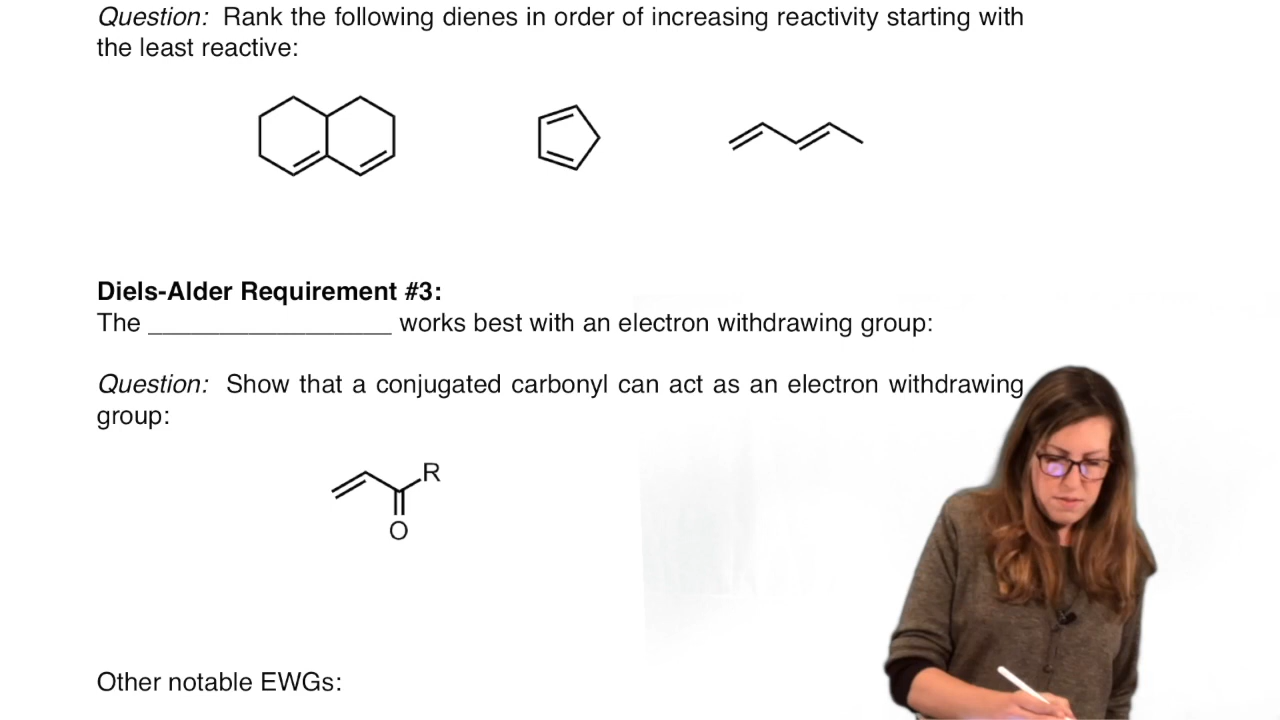 Question: Rank the following dienes in order of increasing reactivity starting with
the least reactive:
Diels-Alder Requirement #3:
The __________________ works best with an electron withdrawing group:
Question: Show that a conjugated carbonyl can act as an electron withdrawing
group:
R
O
Other notable EWGs: